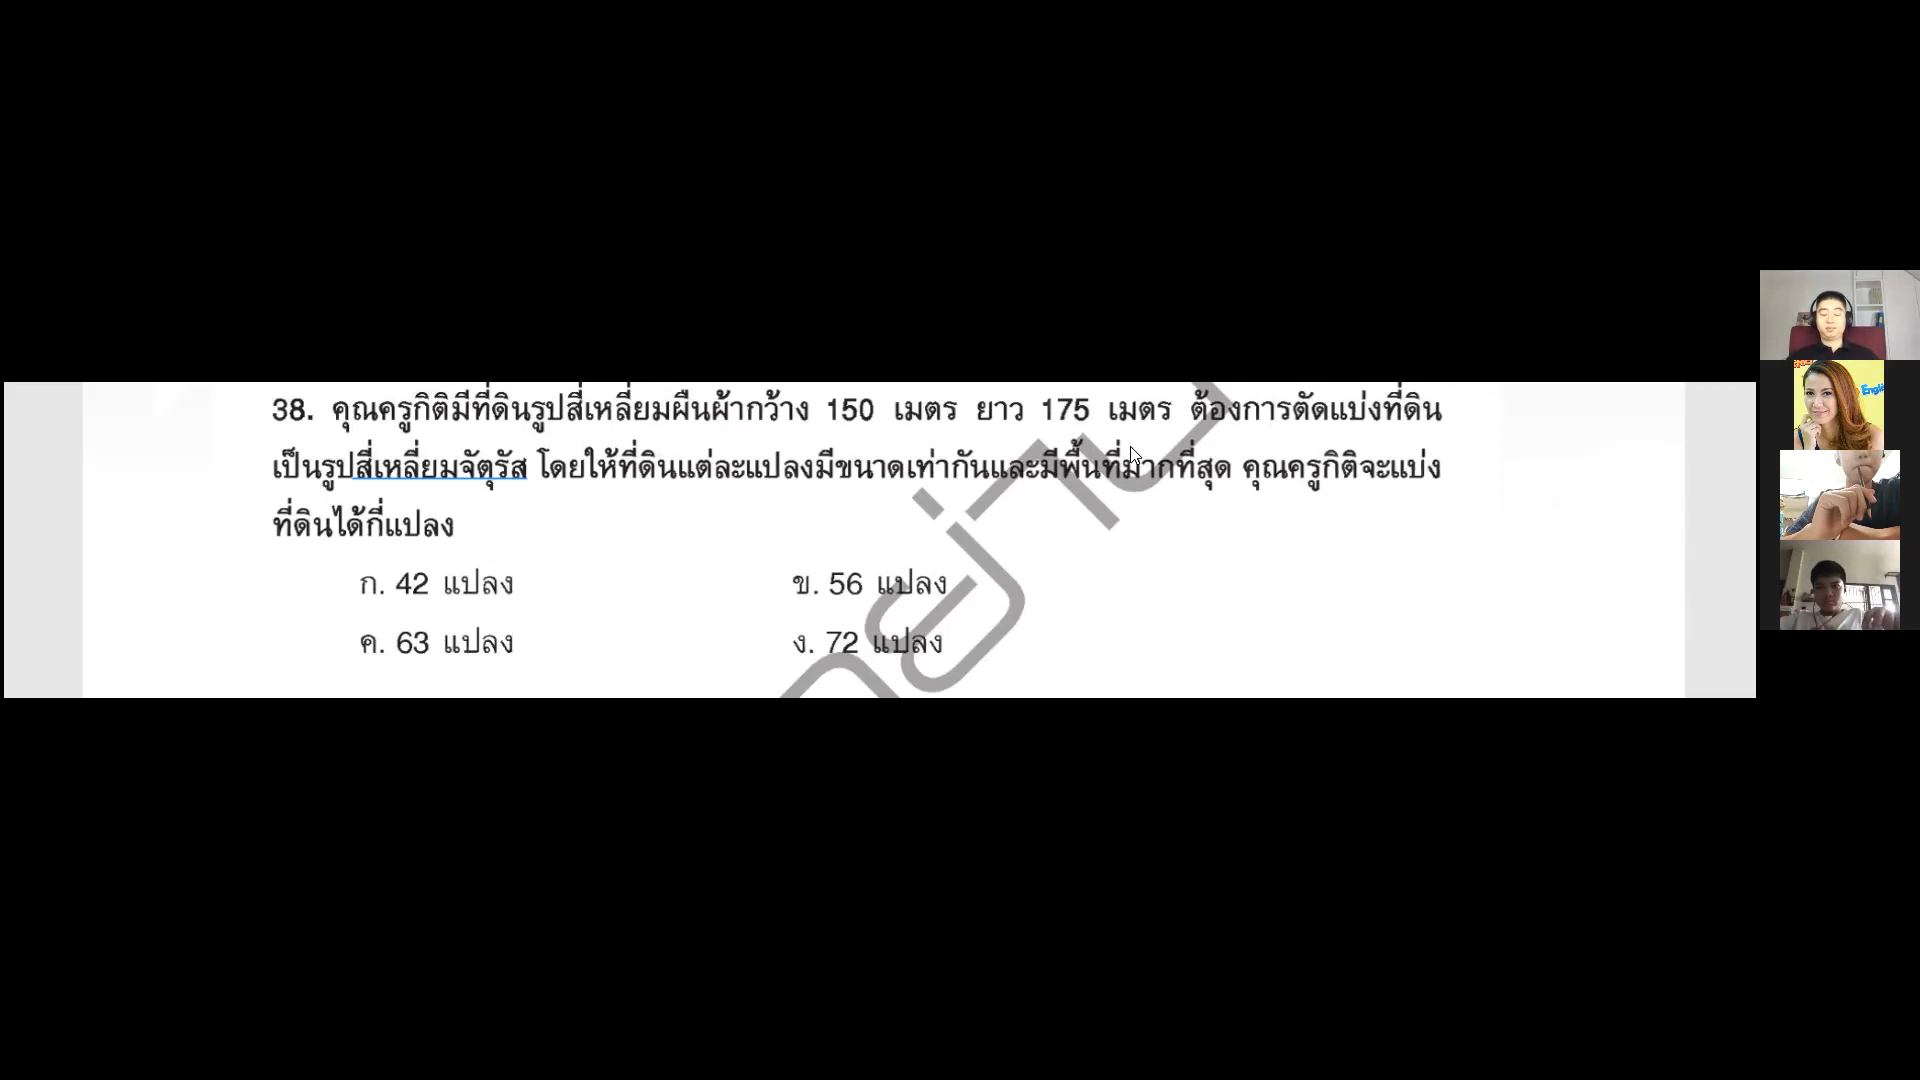 38. คุณครูกิติมีที่ดินรูปสี่เหลี่ยมผืนผ้ากว้าง 150 เมตร ยาว 175 เมตร ต้องการตัดแบ่งที่ดิน
เป็นรูปสี่เหลี่ยมจัตุรัส โดยให้ที่ดินแต่ละแปลงมีขนาดเท่ากันและมีพื้นที่มากที่สุด คุณครูกิติจะแบ่ง
ที่ดินได้กี่แปลง
ก. 42 แปลง ข. 56 แปลง
ค. 63 แปลง ง. 72 แปลง